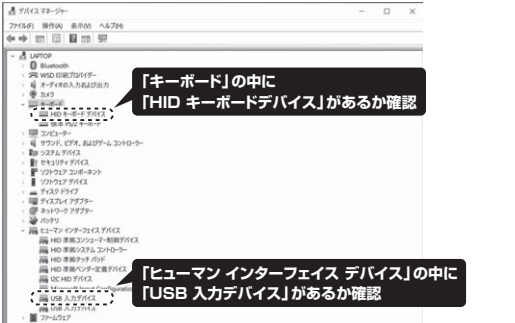 デバイス マネージャー
ファイル(F) 操作(A) 表示(V) ヘルプ(H)
LAPTOP
Bluetooth
WSD 印刷プロバイダー
オーディオの入力および出力
カメラ
キーボード
HID キーボード デバイス
標準 PS/2 キーボード
「キーボード」の中に
「HID キーボードデバイス」があるか確認
コンピューター
サウンド、ビデオ、およびゲーム コントローラー
システム デバイス
セキュリティ デバイス
ソフトウェア コンポーネント
ソフトウェア デバイス
ディスク ドライブ
ディスプレイ アダプター
ネットワーク アダプター
バッテリ
ヒューマン インターフェイス デバイス
HID 準拠コンシューマー制御デバイス
HID 準拠システム コントローラー
HID 準拠タッチ パッド
HID 準拠ベンダー定義デバイス
I2C HID デバイス
Microsoft Input Configuration
USB 入力デバイス
USB 入力デバイス
「ヒューマン インターフェイス デバイス」の中に
「USB 入力デバイス」があるか確認
ファームウェア